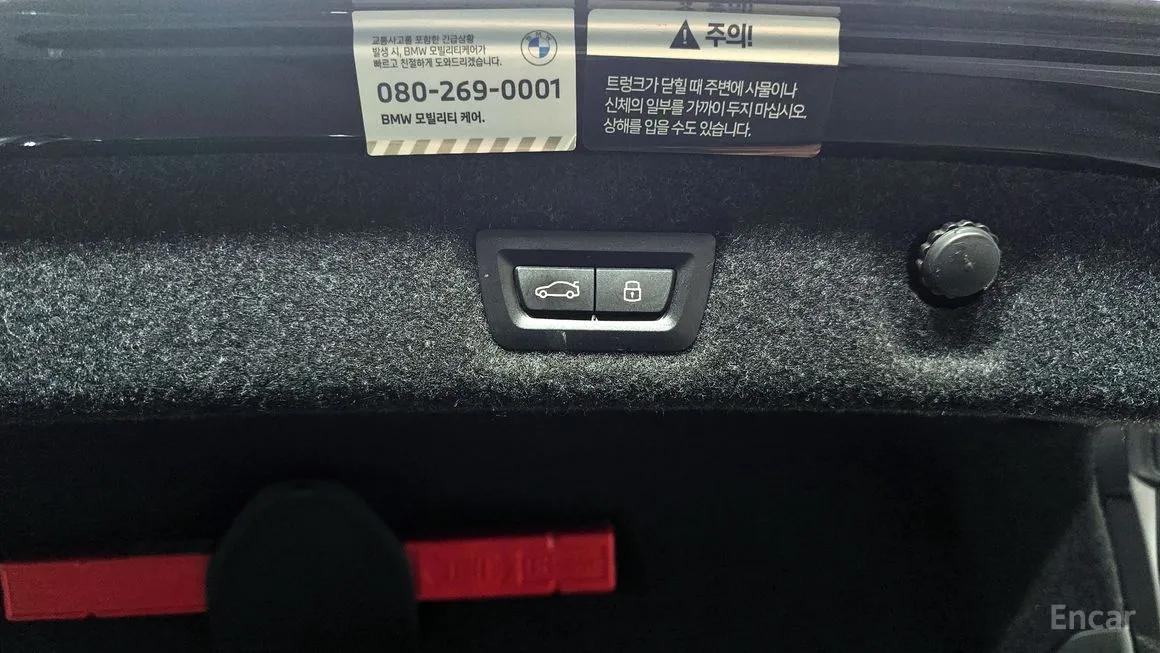 교통사고를 포함한 긴급상황
발생 시, BMW 모빌리티케어가
빠르고 친절하게 도와드리겠습니다.
080-269-0001
BMW 모빌리티 케어.
주의!
트렁크가 닫힐 때 주변에 사물이나
신체의 일부를 가까이 두지 마십시오.
상해를 입을 수도 있습니다.
Encar